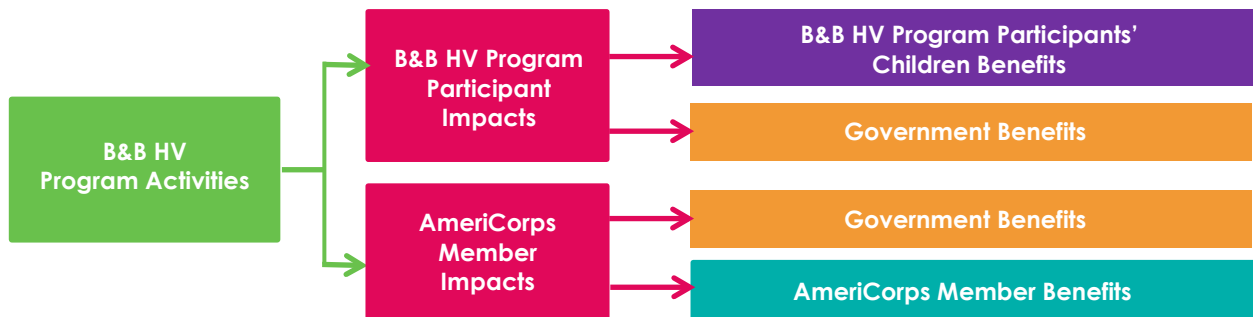 B&B HV
Program Activities
B&B HV Program
Participant
Impacts
AmeriCorps
Member
Impacts
B&B HV Program Participants’
Children Benefits
Government Benefits
Government Benefits
AmeriCorps Member Benefits